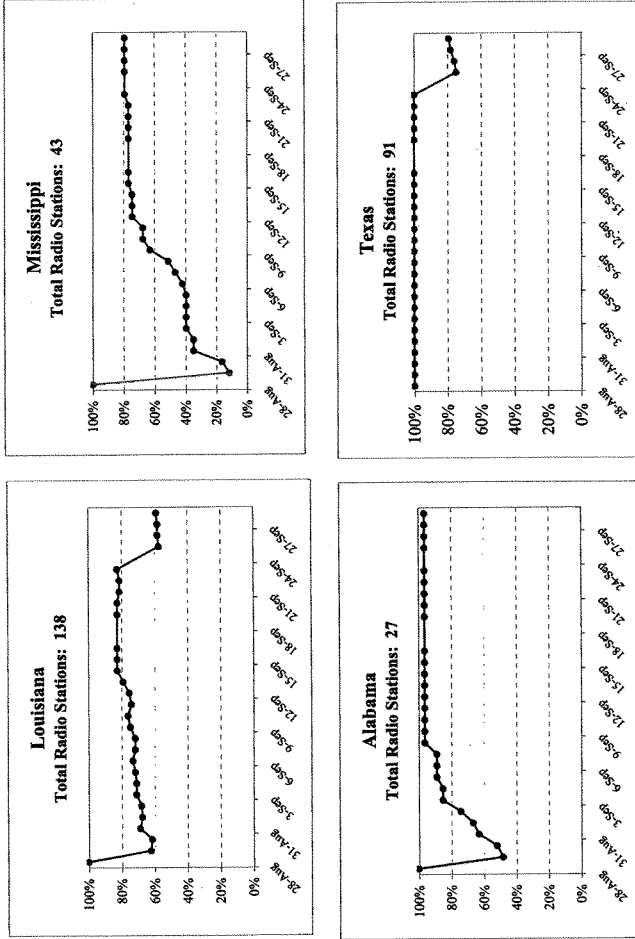 Louisiana
Total Radio Stations: 138
100%
80%
60%
40%
20%
0%
28-Aug
31-Aug
3-Sep
6-Sep
9-Sep
12-Sep
15-Sep
18-Sep
21-Sep
24-Sep
27-Sep
Mississippi
Total Radio Stations: 43
100%
80%
60%
40%
20%
0%
28-Aug
31-Aug
3-Sep
6-Sep
9-Sep
12-Sep
15-Sep
18-Sep
21-Sep
24-Sep
27-Sep
Alabama
Total Radio Stations: 27
100%
80%
60%
40%
20%
0%
28-Aug
31-Aug
3-Sep
6-Sep
9-Sep
12-Sep
15-Sep
18-Sep
21-Sep
24-Sep
27-Sep
Texas
Total Radio Stations: 91
100%
80%
60%
40%
20%
0%
28-Aug
31-Aug
3-Sep
6-Sep
9-Sep
12-Sep
15-Sep
18-Sep
21-Sep
24-Sep
27-Sep